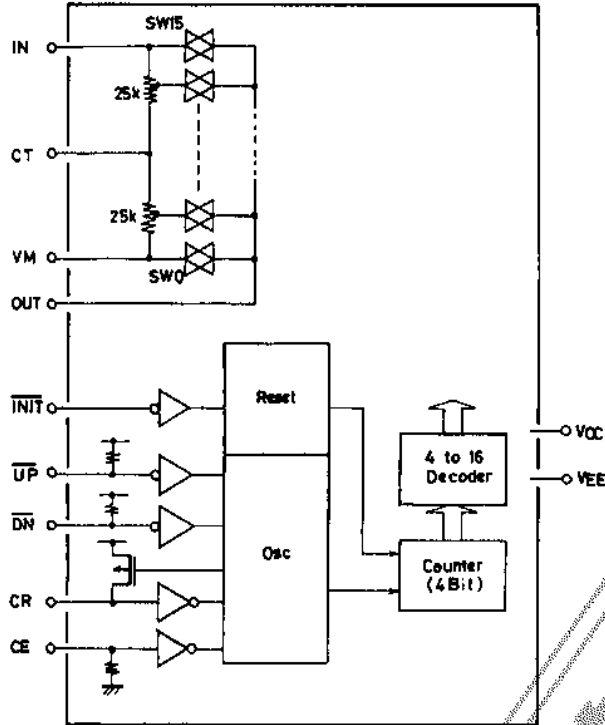 SW15
IN
25k
CT
25k
VM
SW0
OUT
INIT
Reset
VCC
UP
4 to 16
Decoder
VEE
DN
Osc
Counter
(4Bit)
CR
CE